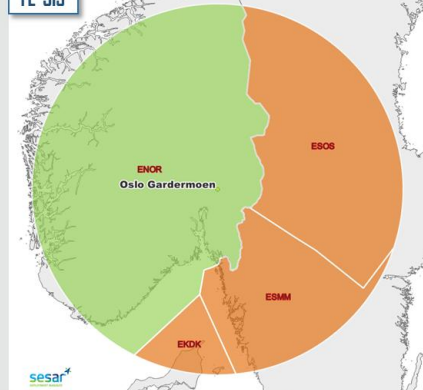 FL 315
ENOR
Oslo Gardermoen
ESOS
ESMM
EKDK
sesar